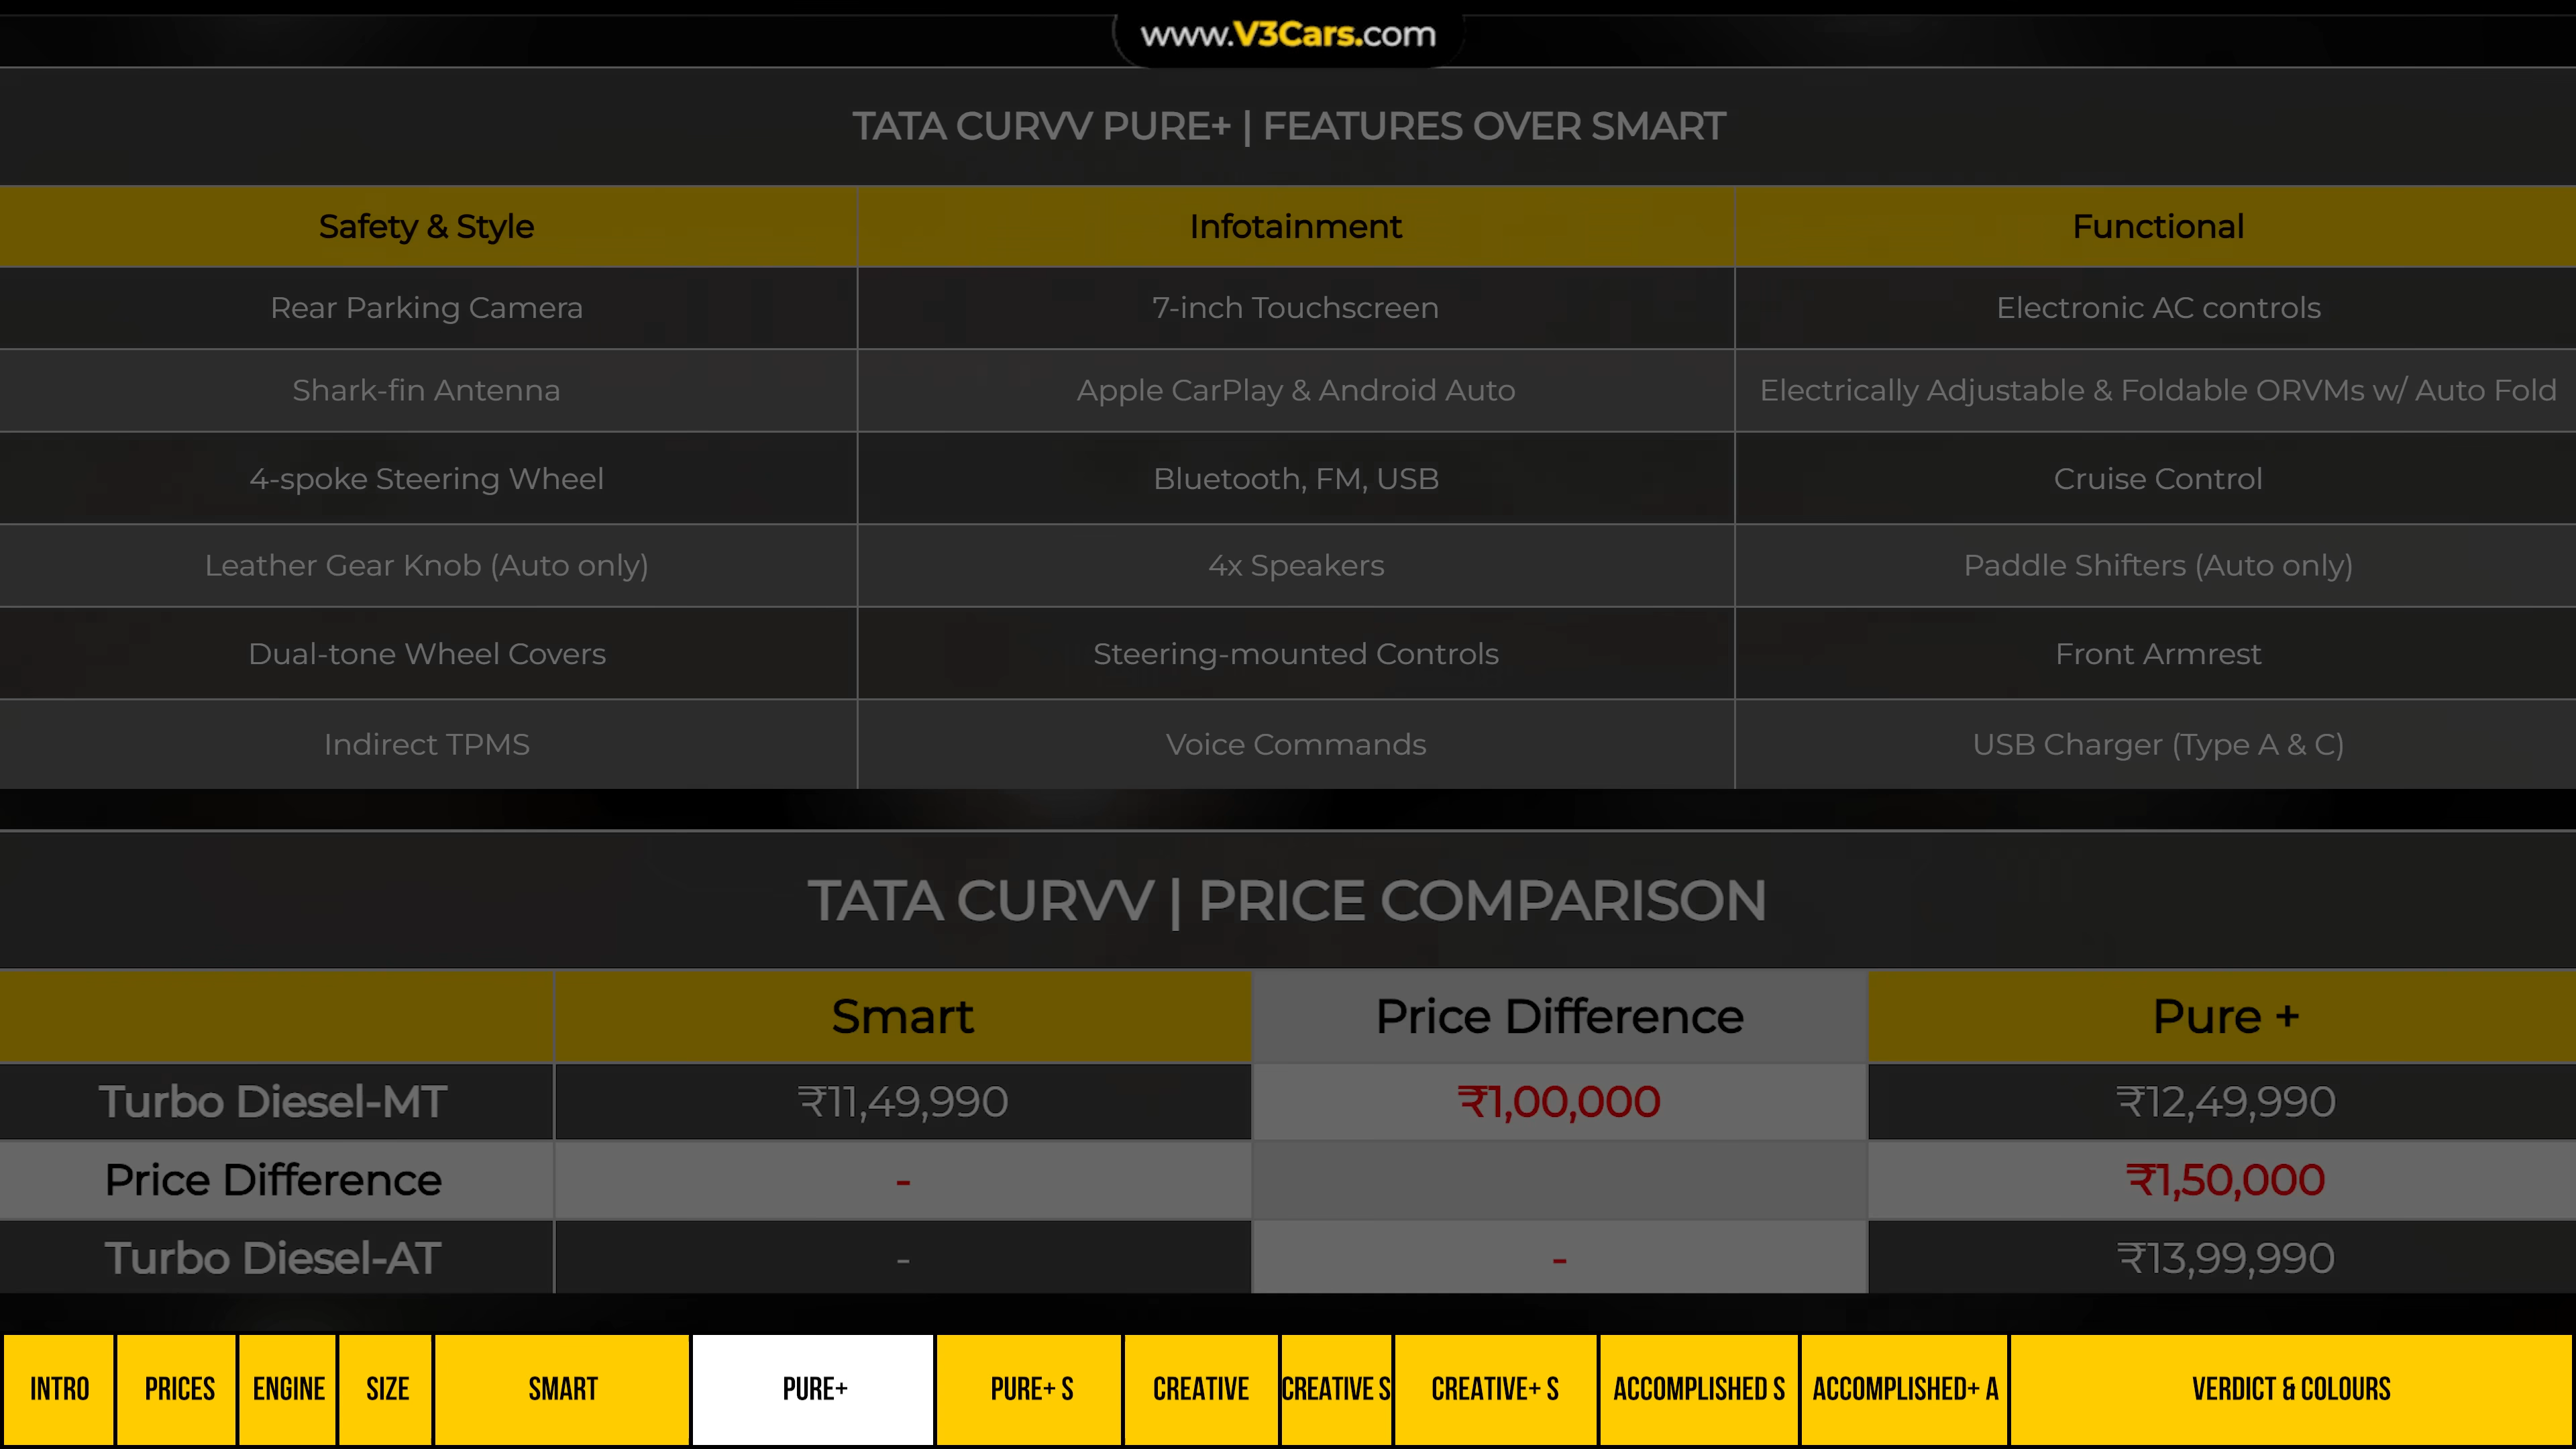 www.V3Cars.com
TATA CURVV PURE+ | FEATURES OVER SMART
Safety & Style Infotainment Functional
Rear Parking Camera 7-inch Touchscreen Electronic AC controls
Shark-fin Antenna Apple CarPlay & Android Auto Electrically Adjustable & Foldable ORVMs w/ Auto Fold
4-spoke Steering Wheel Bluetooth, FM, USB Cruise Control
Leather Gear Knob (Auto only) 4x Speakers Paddle Shifters (Auto only)
Dual-tone Wheel Covers Steering-mounted Controls Front Armrest
Indirect TPMS Voice Commands USB Charger (Type A & C)
TATA CURVV | PRICE COMPARISON
Smart Price Difference Pure +
Turbo Diesel-MT ₹11,49,990 ₹1,00,000 ₹12,49,990
Price Difference - ₹1,50,000
Turbo Diesel-AT - - ₹13,99,990
INTRO PRICES ENGINE SIZE SMART PURE+ PURE+ S CREATIVE CREATIVE S CREATIVE+ S ACCOMPLISHED S ACCOMPLISHED+ A VERDICT & COLOURS